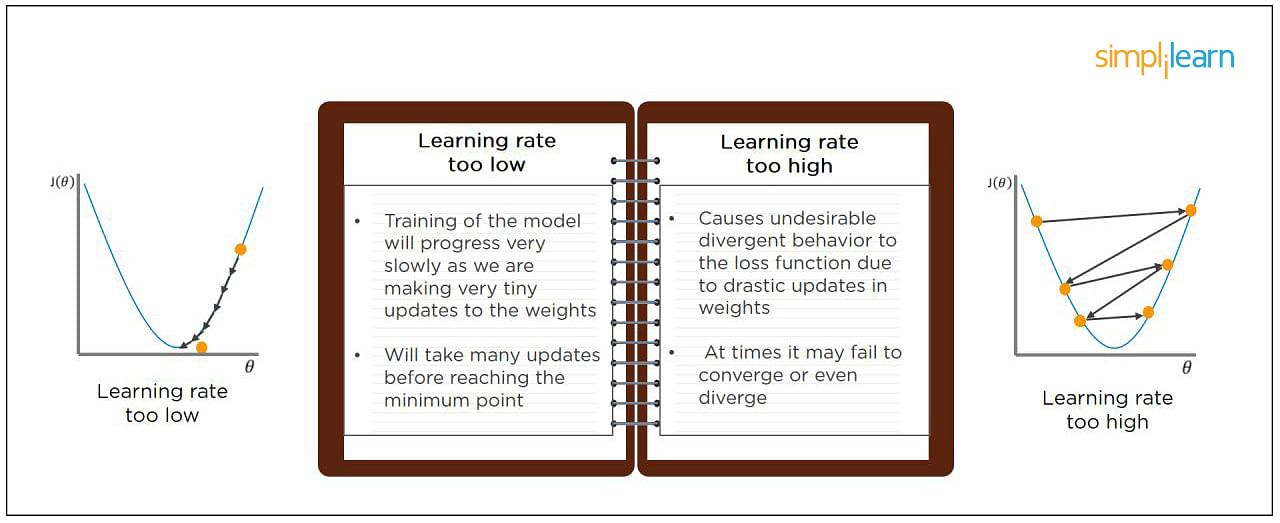 simplilearn
Learning rate
too low
Learning rate
too high
J(θ)
θ
Learning rate
too low
• Training of the model
will progress very
slowly as we are
making very tiny
updates to the weights
• Will take many updates
before reaching the
minimum point
• Causes undesirable
divergent behavior to
the loss function due
to drastic updates in
weights
• At times it may fail to
converge or even
diverge
J(θ)
θ
Learning rate
too high